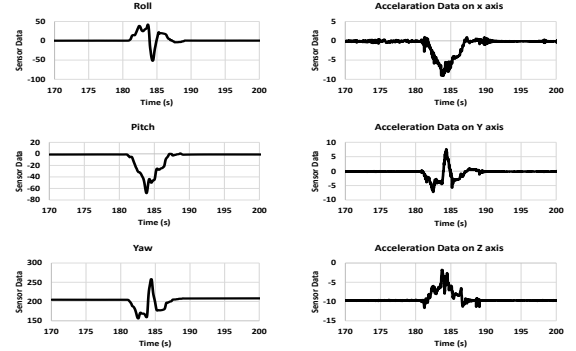 Roll
Sensor Data
50
0
-50
-100
170 175 180 185 190 195 200
Time (s)
Accelaration Data on x axis
Sensor Data
5
0
-5
-10
170 175 180 185 190 195 200
Time (s)
Pitch
Sensor Data
20
0
-20
-40
-60
-80
170 175 180 185 190 195 200
Time (s)
Acceleration Data on Y axis
Sensor Data
10
5
0
-5
-10
170 175 180 185 190 195 200
Time (s)
Yaw
Sensor Data
300
250
200
150
170 175 180 185 190 195 200
Time (s)
Acceleration Data on Z axis
Sensor Data
0
-5
-10
-15
170 175 180 185 190 195 200
Time (s)